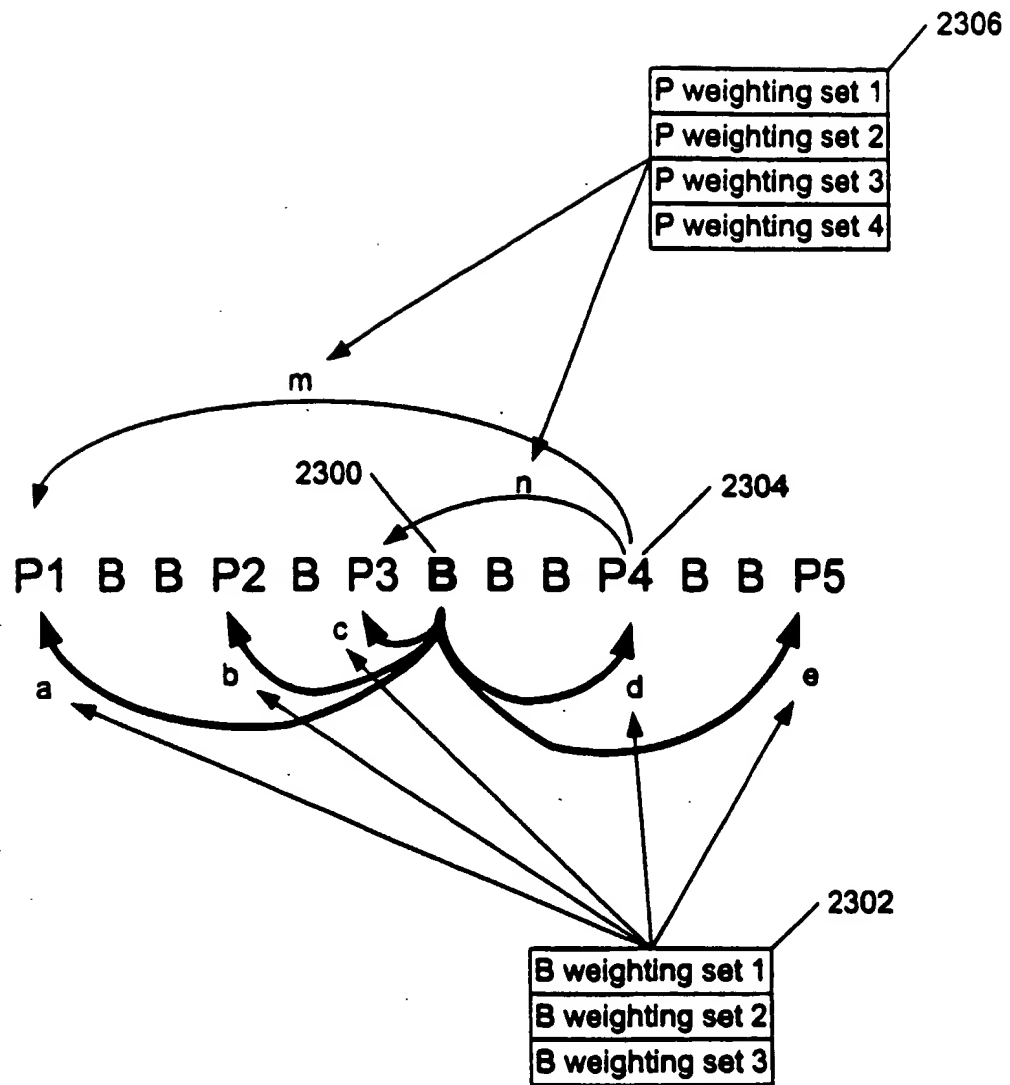 2306
P weighting set 1
P weighting set 2
P weighting set 3
P weighting set 4
m
2300
n
2304
P1 B B P2 B P3 B B B P4 B B P5
c
a
b
d
e
2302
B weighting set 1
B weighting set 2
B weighting set 3